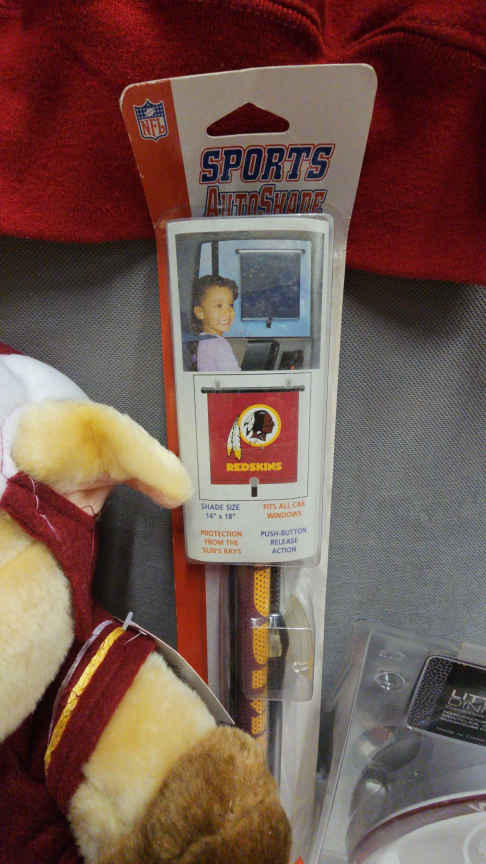 NFL
SPORTS
AUTOSHADE
REDSKINS
SHADE SIZE
FITS ALL CAR
16" x 18"
WINDOWS
PROTECTION
FROM THE
SUN'S RAYS
PUSH-BUTTON
RELEASE
ACTION